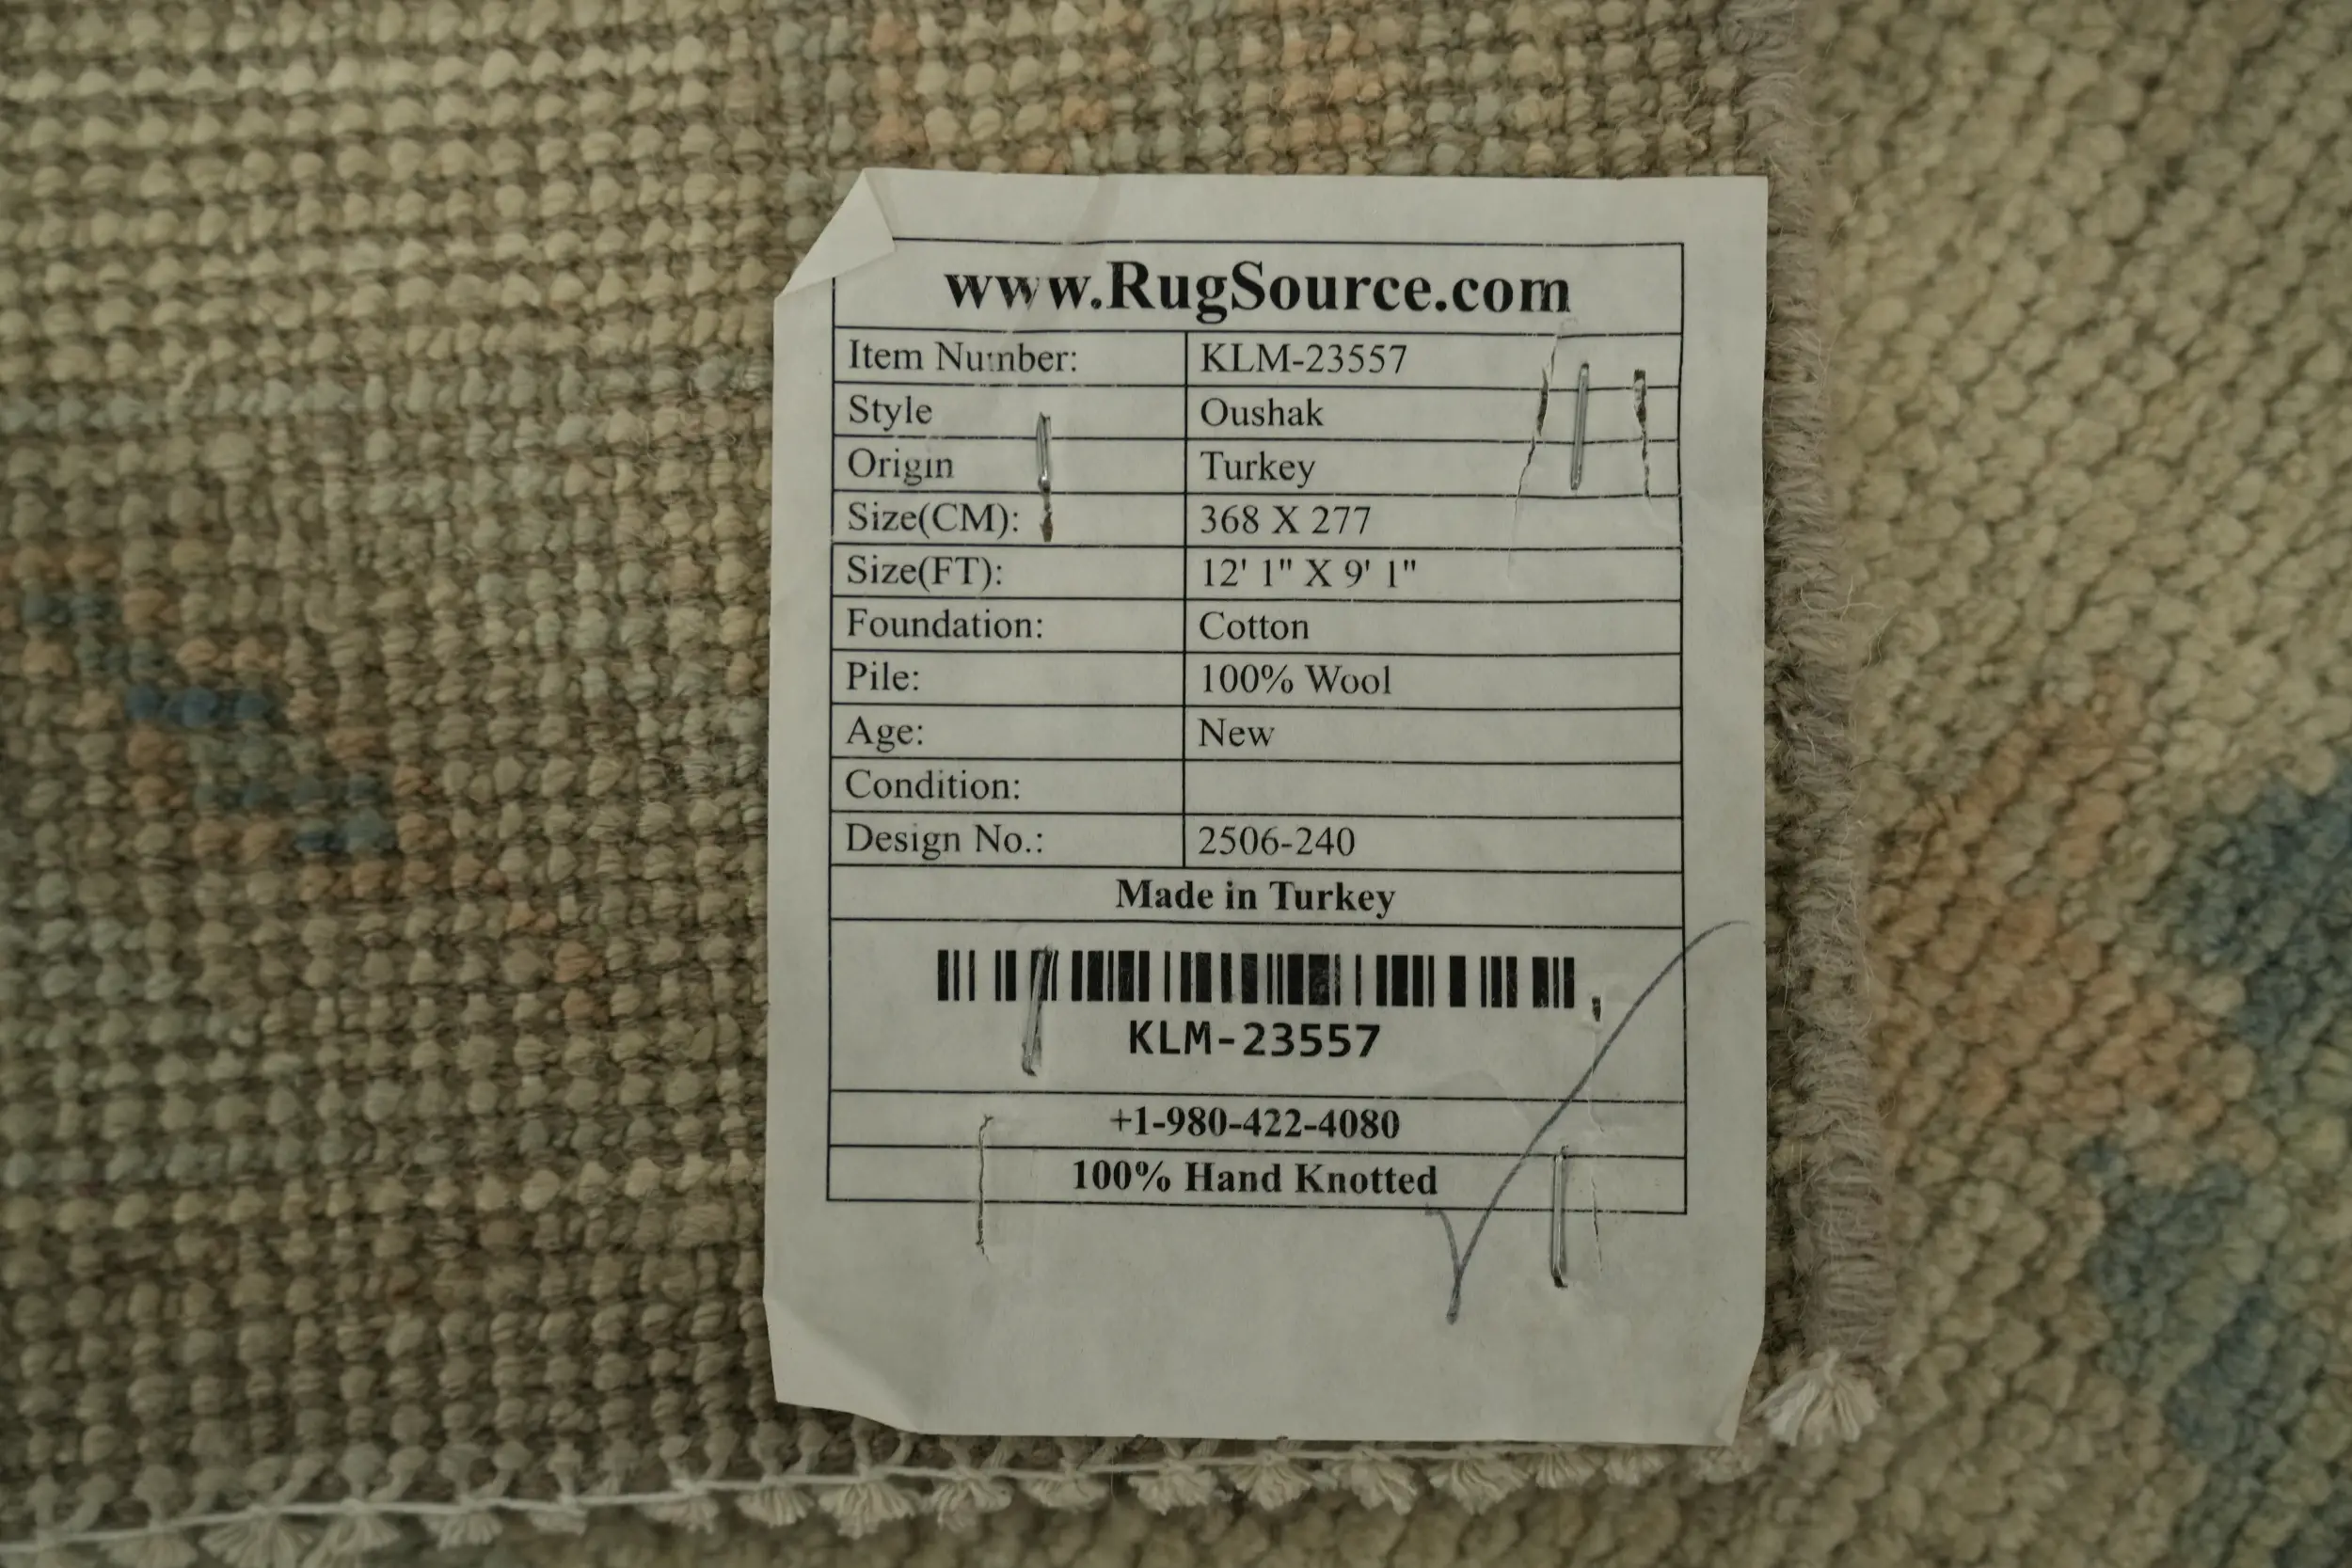 www.RugSource.com
Item Number: KLM-23557
Style Oushak
Origin Turkey
Size(CM): 368 X 277
Size(FT): 12' 1" X 9' 1"
Foundation: Cotton
Pile: 100% Wool
Age: New
Condition:
Design No.: 2506-240
Made in Turkey
KLM-23557
+1-980-422-4080
100% Hand Knotted